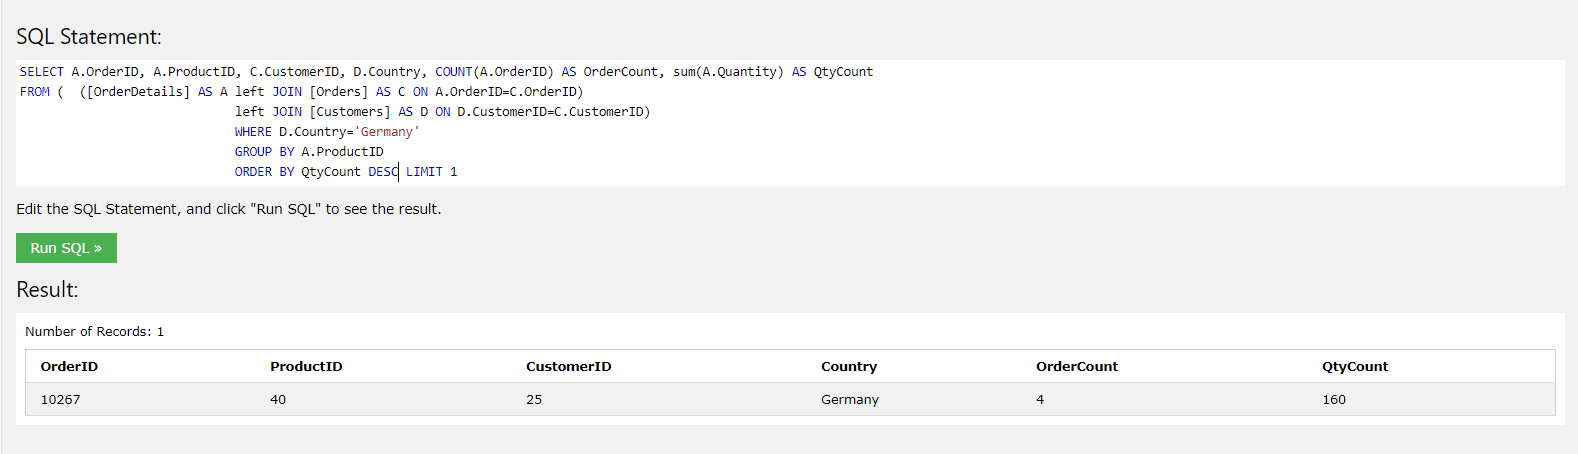 SQL Statement:
SELECT A.OrderID, A.ProductID, C.CustomerID, D.Country, COUNT(A.OrderID) AS OrderCount, sum(A.Quantity) AS QtyCount
FROM (  ([OrderDetails] AS A left JOIN [Orders] AS C ON A.OrderID=C.OrderID)
left JOIN [Customers] AS D ON D.CustomerID=C.CustomerID)
WHERE D.Country='Germany'
GROUP BY A.ProductID
ORDER BY QtyCount DESC LIMIT 1
Edit the SQL Statement, and click "Run SQL" to see the result.
Run SQL »
Result:
Number of Records: 1
OrderID ProductID CustomerID Country OrderCount QtyCount
10267 40 25 Germany 4 160